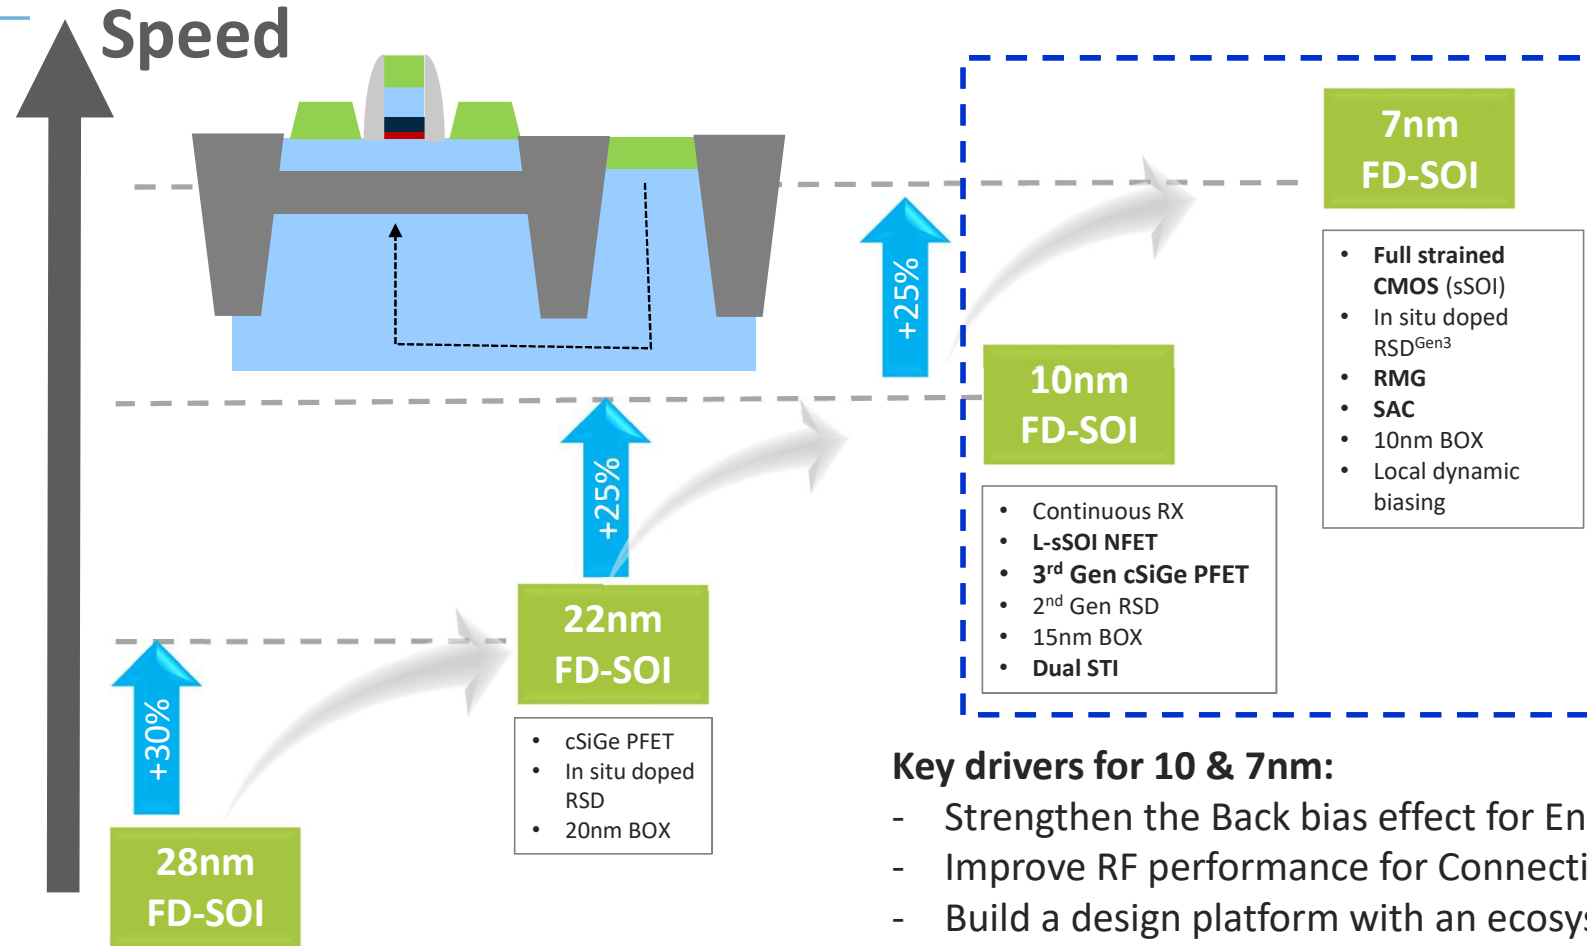 Speed
7nm
FD-SOI
• Full strained
CMOS (sSOI)
• In situ doped
RSDGen3
• RMG
• SAC
• 10nm BOX
• Local dynamic
biasing
+25%
10nm
FD-SOI
• Continuous RX
• L-sSOI NFET
• 3rd Gen cSiGe PFET
• 2nd Gen RSD
• 15nm BOX
• Dual STI
+25%
22nm
FD-SOI
• cSiGe PFET
• In situ doped
RSD
• 20nm BOX
+30%
28nm
FD-SOI
Key drivers for 10 & 7nm:
- Strengthen the Back bias effect for En
- Improve RF performance for Connecti
- Build a design platform with an ecosys